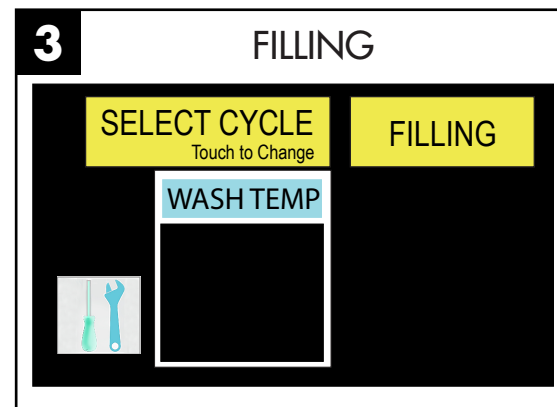 3
FILLING
SELECT CYCLE
Touch to Change
FILLING
WASH TEMP